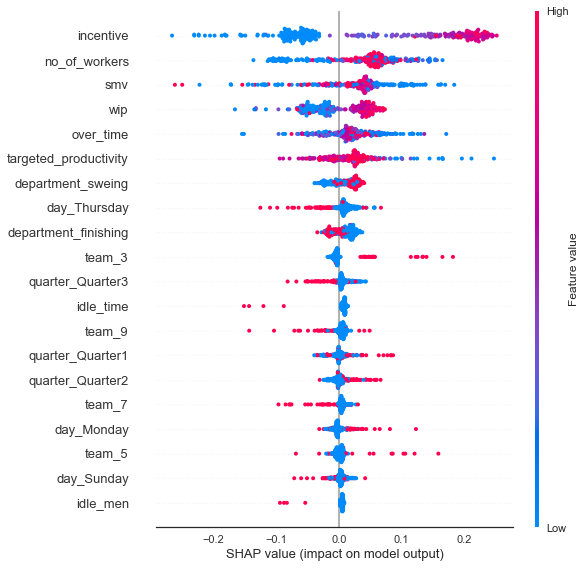 High
incentive
no_of_workers
smv
wip
over_time
targeted_productivity
department_sweing
day_Thursday
department_finishing
team_3
quarter_Quarter3
idle_time
team_9
quarter_Quarter1
quarter_Quarter2
team_7
day_Monday
team_5
day_Sunday
idle_men
Feature value
Low
−0.2 −0.1 0.0 0.1 0.2
SHAP value (impact on model output)